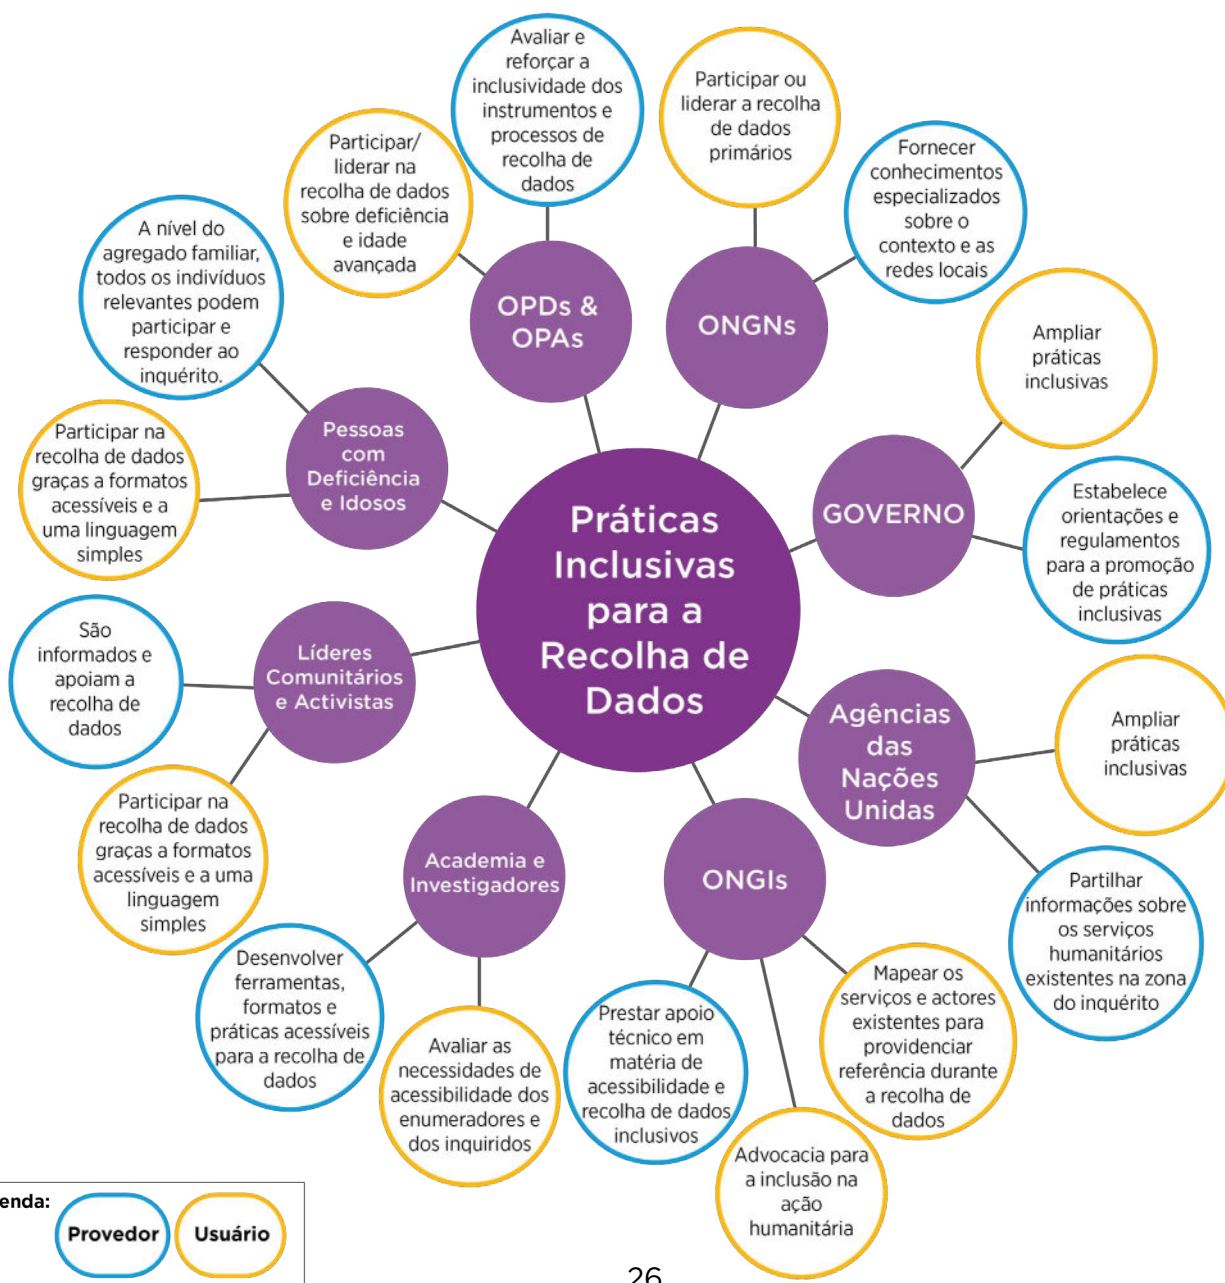 Avaliar e
reforçar a
inclusividade dos
instrumentos e
processos de
recolha de
dados
Participar ou
liderar a recolha
de dados
primários
Participar/
liderar na
recolha de dados
sobre deficiência
e idade
avançada
Fornecer
conhecimentos
especializados
sobre o
contexto e as
redes locais
A nível do
agregado familiar,
todos os indivíduos
relevantes podem
participar e
responder ao
inquérito.
OPDs &
OPAs
ONGNs
Ampliar
práticas
inclusivas
Participar na
recolha de dados
graças a formatos
acessíveis e a
uma linguagem
simples
Pessoas
com
Deficiência
e Idosos
GOVERNO
Estabelece
orientações e
regulamentos
para a promoção
de práticas
inclusivas
Práticas
Inclusivas
para a
Recolha de
Dados
São
informados e
apoiam a
recolha de
dados
Líderes
Comunitários
e Activistas
Agências
das
Nações
Unidas
Ampliar
práticas
inclusivas
Participar na
recolha de dados
graças a formatos
acessíveis e a uma
linguagem
simples
Academia e
Investigadores
ONGIs
Partilhar
informações sobre
os serviços
humanitários
existentes na zona
do inquérito
Desenvolver
ferramentas,
formatos e
práticas acessíveis
para a recolha de
dados
Avaliar as
necessidades de
acessibilidade dos
enumeradores e
dos inquiridos
Prestar apoio
técnico em
matéria de
acessibilidade e
recolha de dados
inclusivos
Mapear os
serviços e actores
existentes para
providenciar
referência durante
a recolha de
dados
Advocacia para
a inclusão na
ação
humanitária
enda:
Provedor
Usuário
26